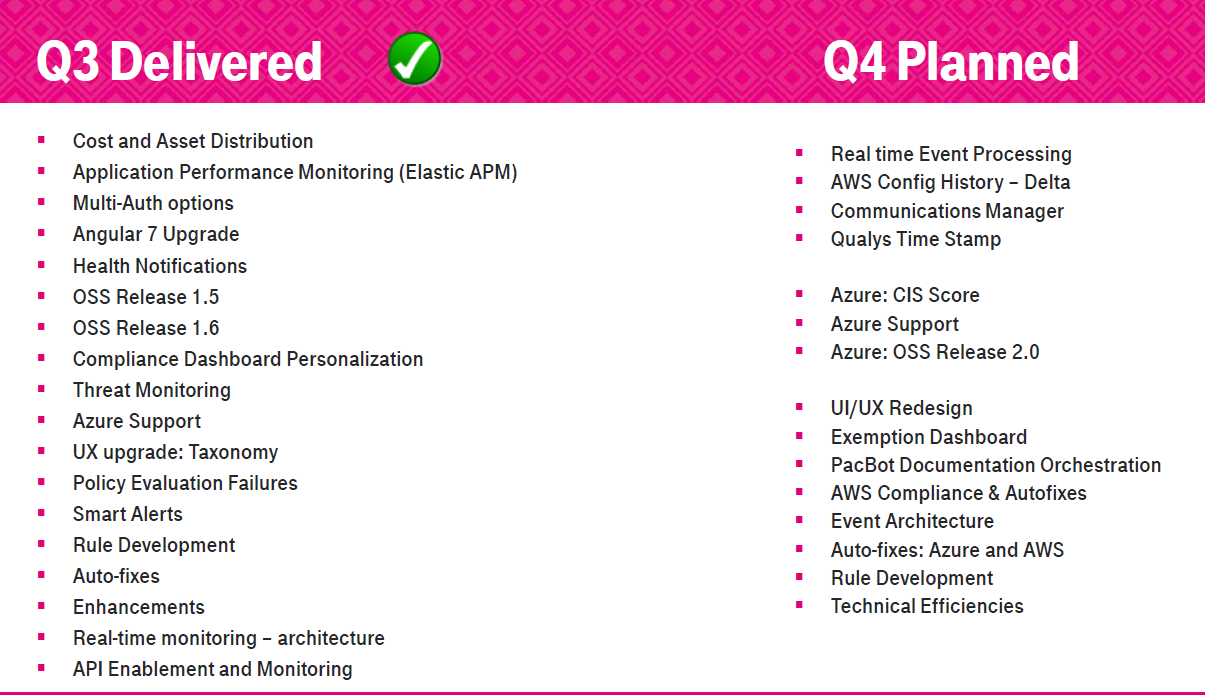 Q3 Delivered
Cost and Asset Distribution
Application Performance Monitoring (Elastic APM)
Multi-Auth options
Angular 7 Upgrade
Health Notifications
OSS Release 1.5
OSS Release 1.6
Compliance Dashboard Personalization
Threat Monitoring
Azure Support
UX upgrade: Taxonomy
Policy Evaluation Failures
Smart Alerts
Rule Development
Auto-fixes
Enhancements
Real-time monitoring – architecture
API Enablement and Monitoring
Q4 Planned
Real time Event Processing
AWS Config History – Delta
Communications Manager
Qualys Time Stamp
Azure: CIS Score
Azure Support
Azure: OSS Release 2.0
UI/UX Redesign
Exemption Dashboard
PacBot Documentation Orchestration
AWS Compliance & Autofixes
Event Architecture
Auto-fixes: Azure and AWS
Rule Development
Technical Efficiencies